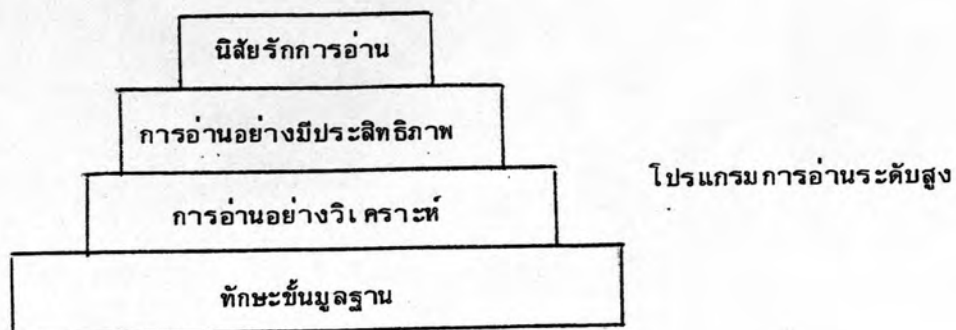 นิสัยรักการอ่าน
การอ่านอย่างมีประสิทธิภาพ
โปรแกรมการอ่านระดับสูง
การอ่านอย่างวิเคราะห์
ทักษะขั้นมูลฐาน